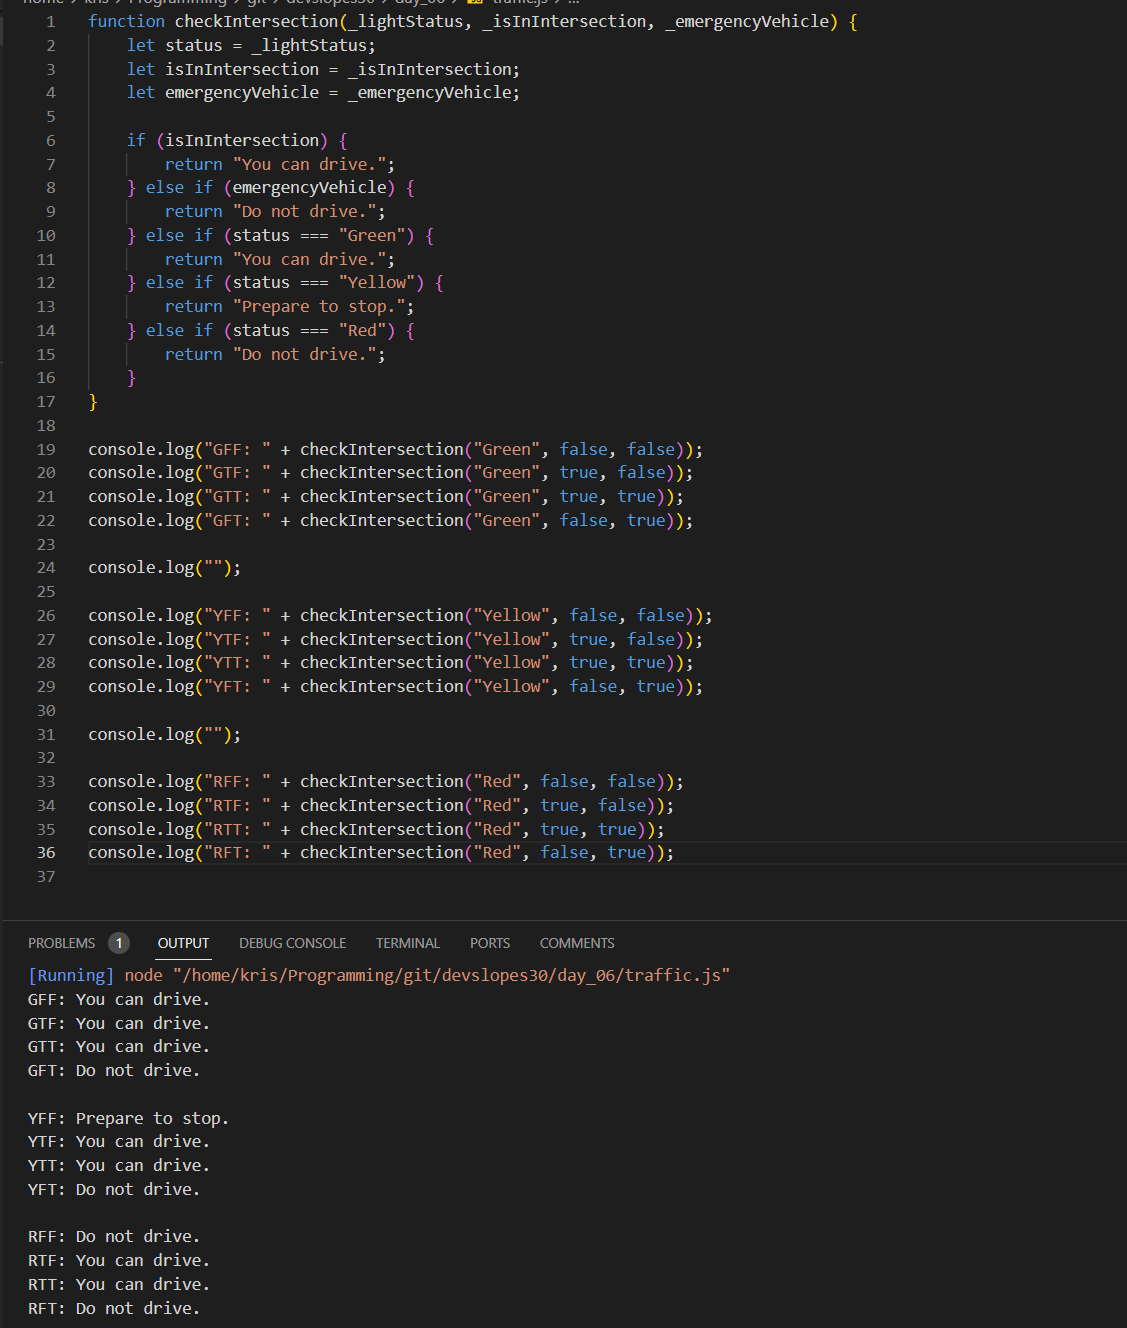 home > kris > Programming > git > devslopes30 > day_06 > traffic.js > ...
1 function checkIntersection(_lightStatus, _isInIntersection, _emergencyVehicle) {
2 let status = _lightStatus;
3 let isInIntersection = _isInIntersection;
4 let emergencyVehicle = _emergencyVehicle;
5
6 if (isInIntersection) {
7 return "You can drive.";
8 } else if (emergencyVehicle) {
9 return "Do not drive.";
10 } else if (status === "Green") {
11 return "You can drive.";
12 } else if (status === "Yellow") {
13 return "Prepare to stop.";
14 } else if (status === "Red") {
15 return "Do not drive.";
16 }
17 }
18
19 console.log("GFF: " + checkIntersection("Green", false, false));
20 console.log("GTF: " + checkIntersection("Green", true, false));
21 console.log("GTT: " + checkIntersection("Green", true, true));
22 console.log("GFT: " + checkIntersection("Green", false, true));
23
24 console.log("");
25
26 console.log("YFF: " + checkIntersection("Yellow", false, false));
27 console.log("YTF: " + checkIntersection("Yellow", true, false));
28 console.log("YTT: " + checkIntersection("Yellow", true, true));
29 console.log("YFT: " + checkIntersection("Yellow", false, true));
30
31 console.log("");
32
33 console.log("RFF: " + checkIntersection("Red", false, false));
34 console.log("RTF: " + checkIntersection("Red", true, false));
35 console.log("RTT: " + checkIntersection("Red", true, true));
36 console.log("RFT: " + checkIntersection("Red", false, true));
37
PROBLEMS 1 OUTPUT DEBUG CONSOLE TERMINAL PORTS COMMENTS
[Running] node "/home/kris/Programming/git/devslopes30/day_06/traffic.js"
GFF: You can drive.
GTF: You can drive.
GTT: You can drive.
GFT: Do not drive.

YFF: Prepare to stop.
YTF: You can drive.
YTT: You can drive.
YFT: Do not drive.

RFF: Do not drive.
RTF: You can drive.
RTT: You can drive.
RFT: Do not drive.